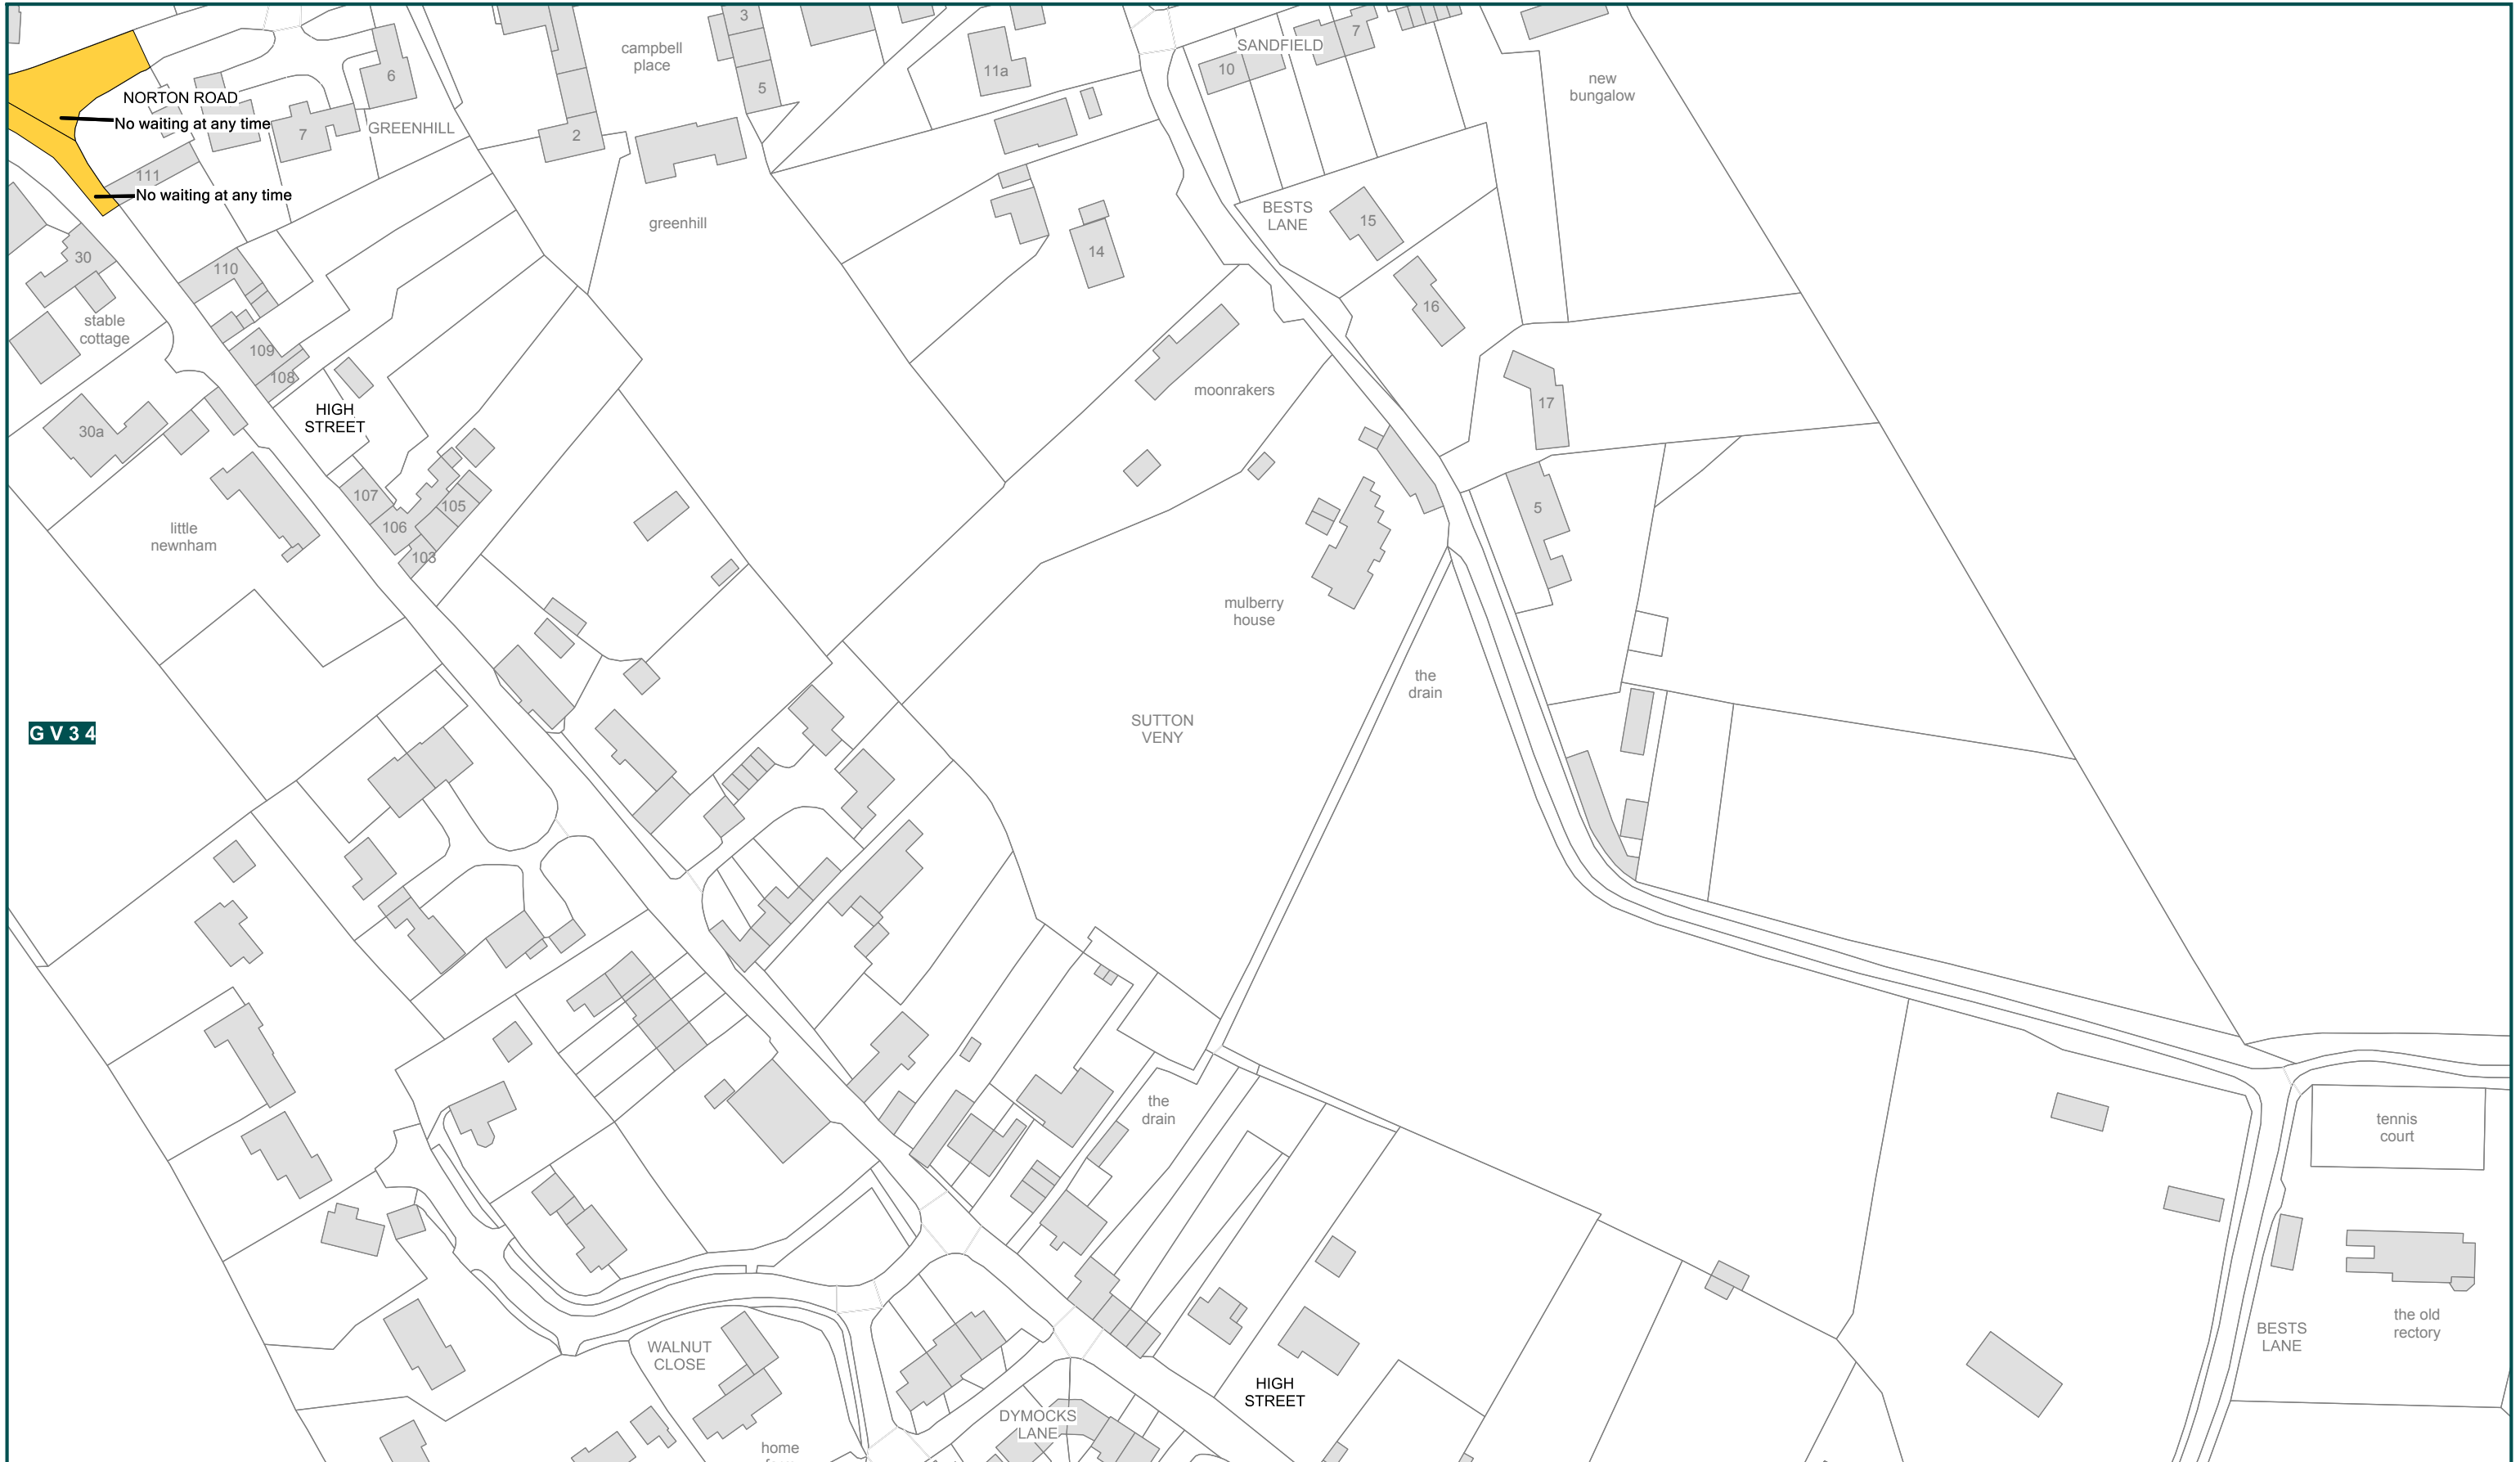 3
campbell
place
SANDFIELD
7
10
6
11a
5
new
bungalow
NORTON ROAD
No waiting at any time
7
GREENHILL
2
111
No waiting at any time
greenhill
BESTS
LANE
15
14
30
110
16
stable
cottage
109
108
moonrakers
HIGH
STREET
17
30a
107
105
5
106
103
little
newnham
mulberry
house
the
drain
GV34
SUTTON
VENY
the
drain
tennis
court
WALNUT
CLOSE
BESTS
LANE
the old
rectory
HIGH
STREET
DYMOCKS
LANE
home